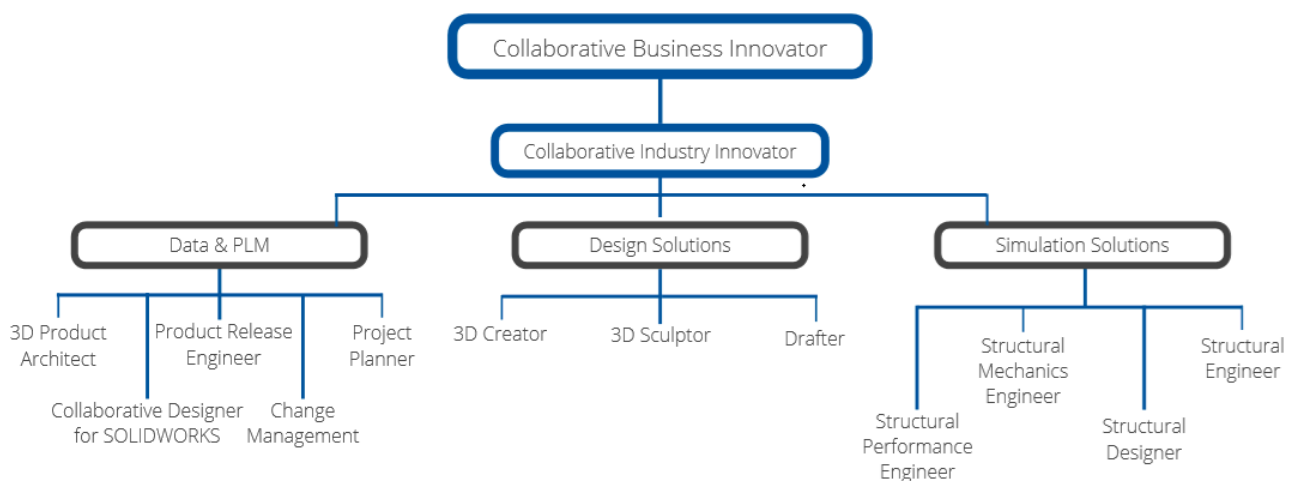 Collaborative Business Innovator
Collaborative Industry Innovator
Data & PLM
Design Solutions
Simulation Solutions
3D Product
Architect
Collaborative Designer
for SOLIDWORKS
Product Release
Engineer
Change
Management
Project
Planner
3D Creator
3D Sculptor
Drafter
Structural
Performance
Engineer
Structural
Mechanics
Engineer
Structural
Designer
Structural
Engineer